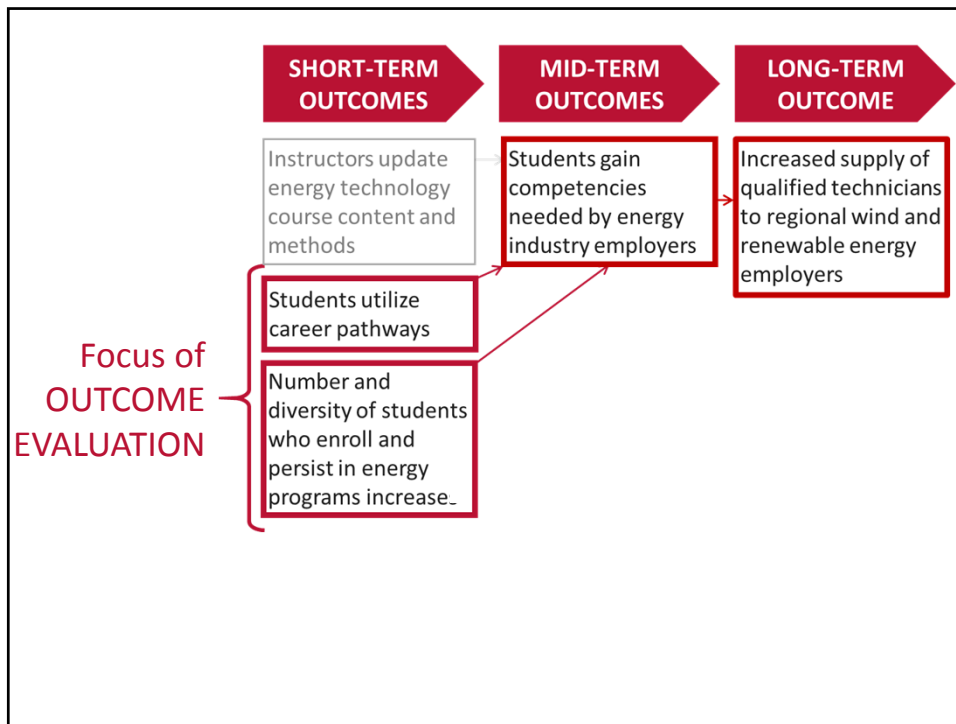 SHORT-TERM
OUTCOMES
MID-TERM
OUTCOMES
LONG-TERM
OUTCOME
Instructors update
energy technology
course content and
methods
Students gain
competencies
needed by energy
industry employers
Increased supply of
qualified technicians
to regional wind and
renewable energy
employers
Students utilize
career pathways
Number and
diversity of students
who enroll and
persist in energy
programs increases
Focus of
OUTCOME
EVALUATION